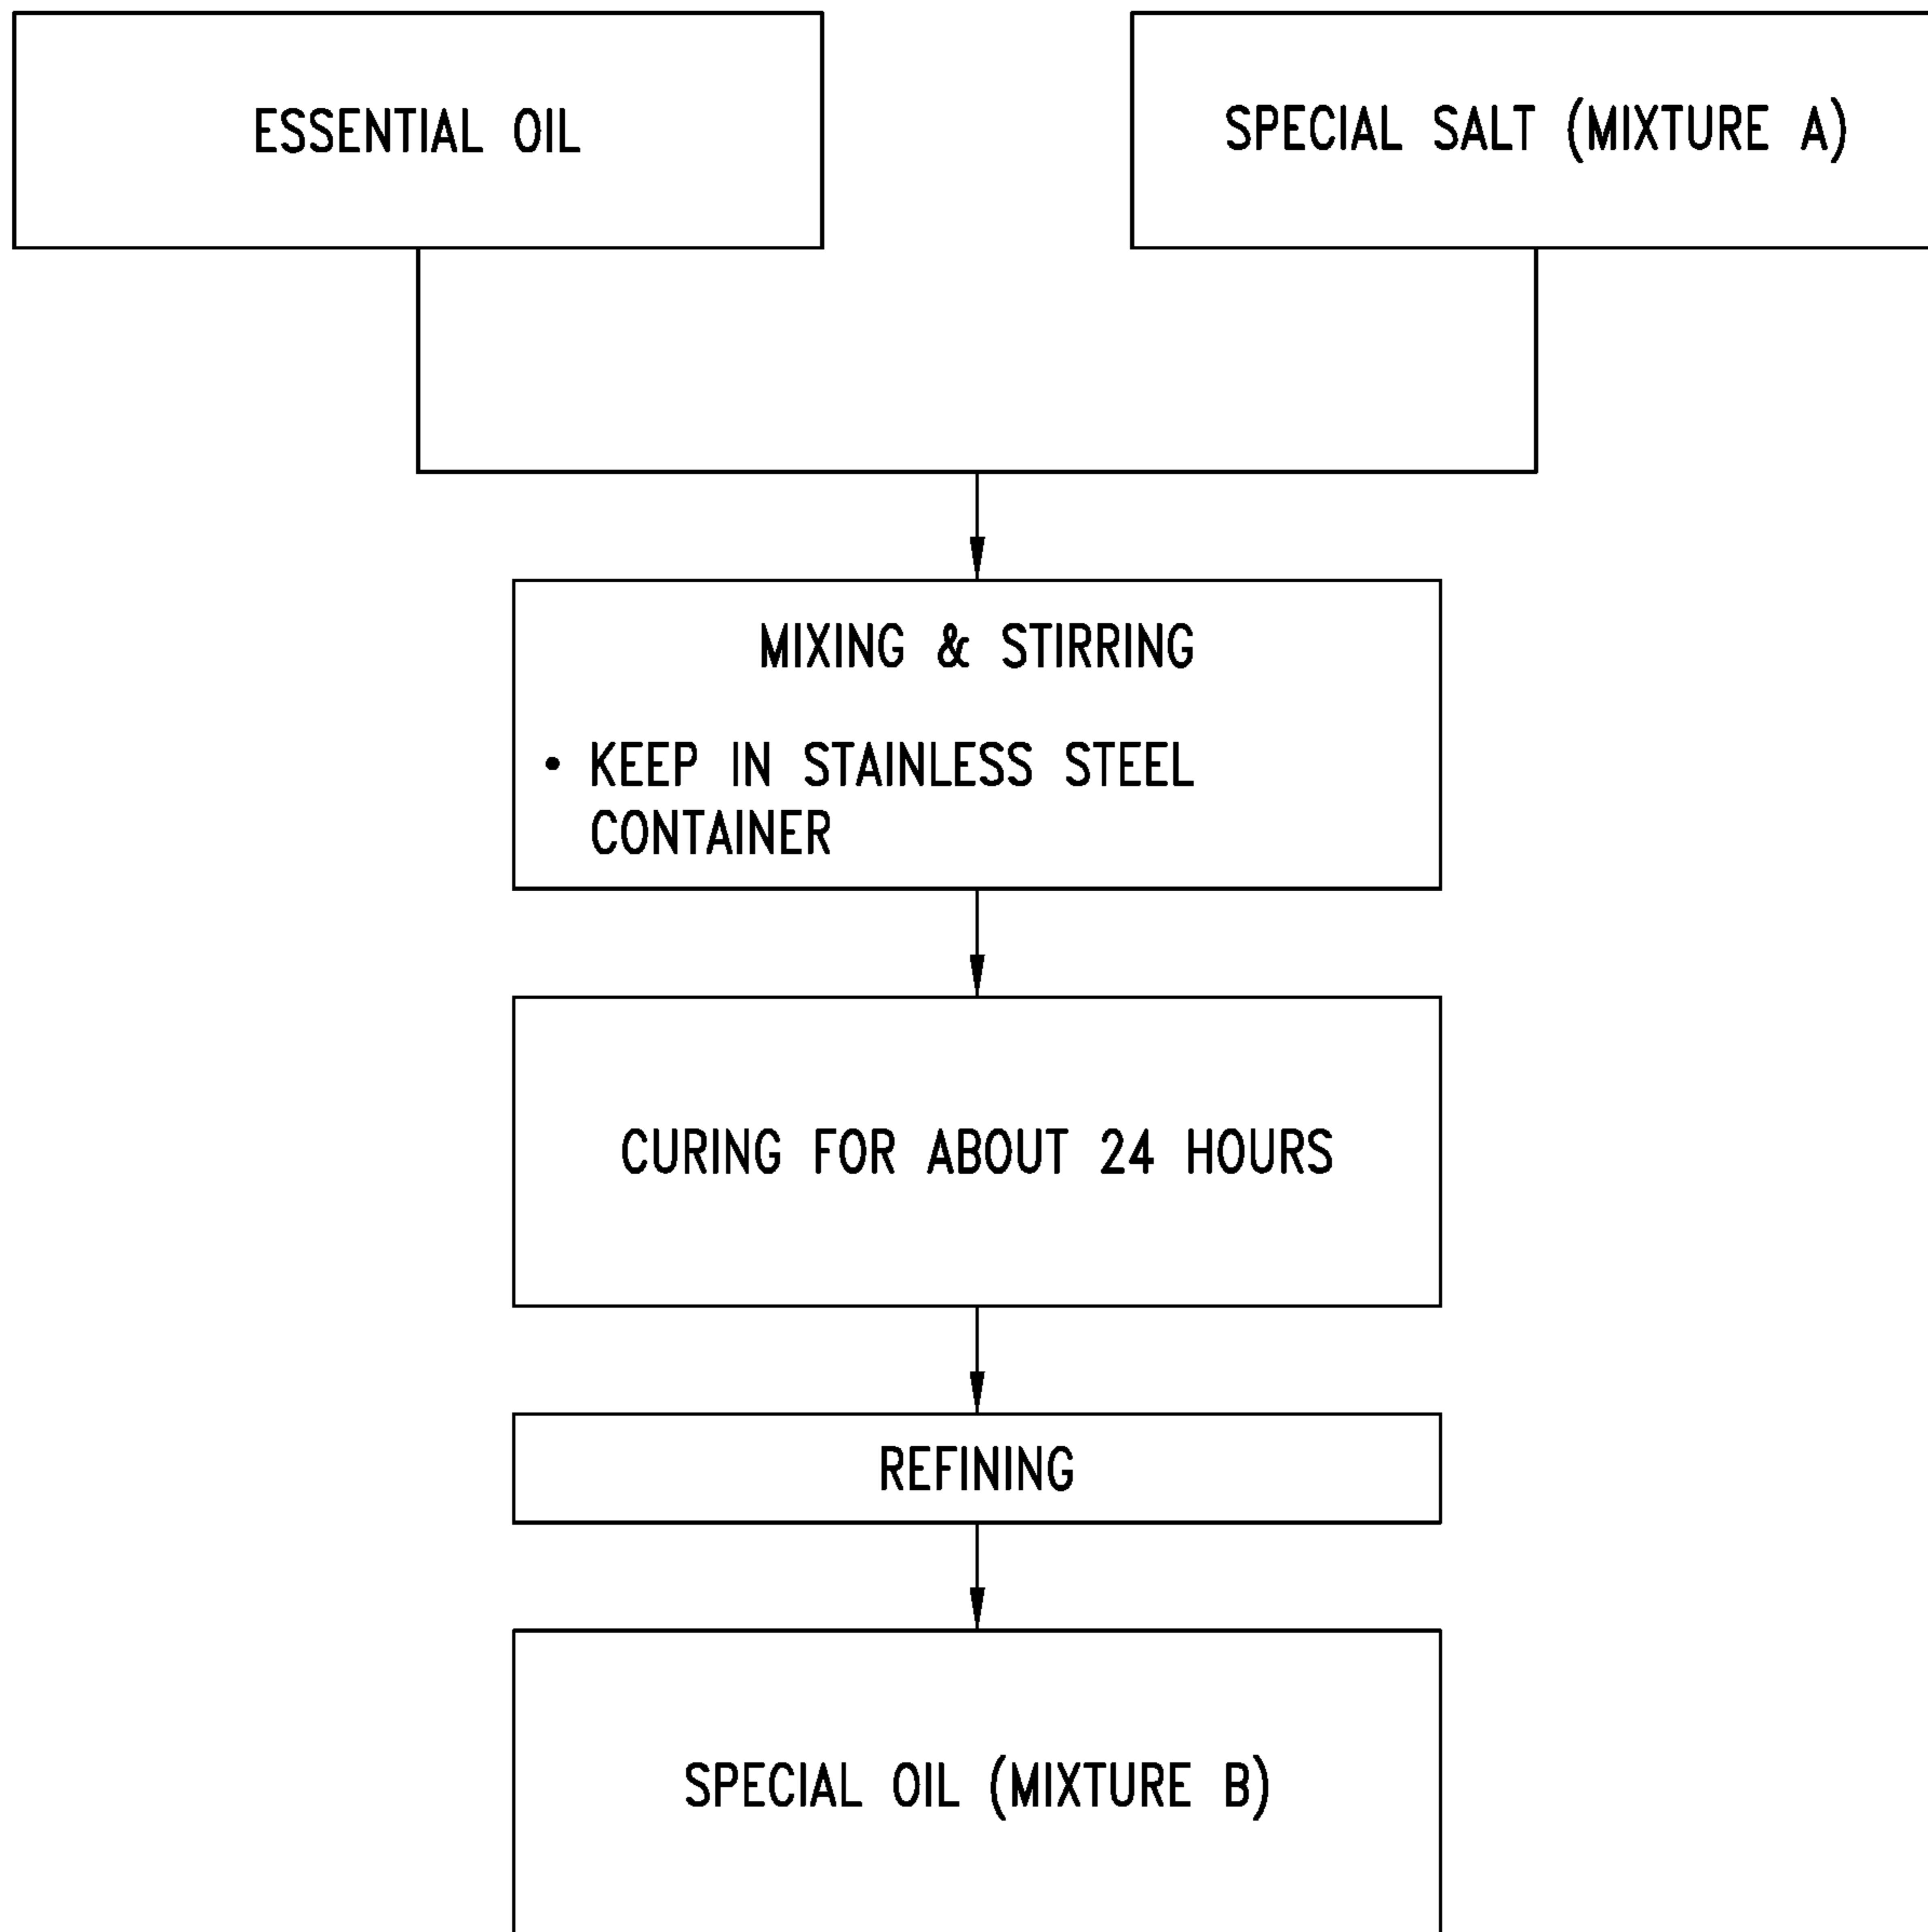 ESSENTIAL OIL
SPECIAL SALT (MIXTURE A)
MIXING & STIRRING
• KEEP IN STAINLESS STEEL
CONTAINER
CURING FOR ABOUT 24 HOURS
REFINING
SPECIAL OIL (MIXTURE B)